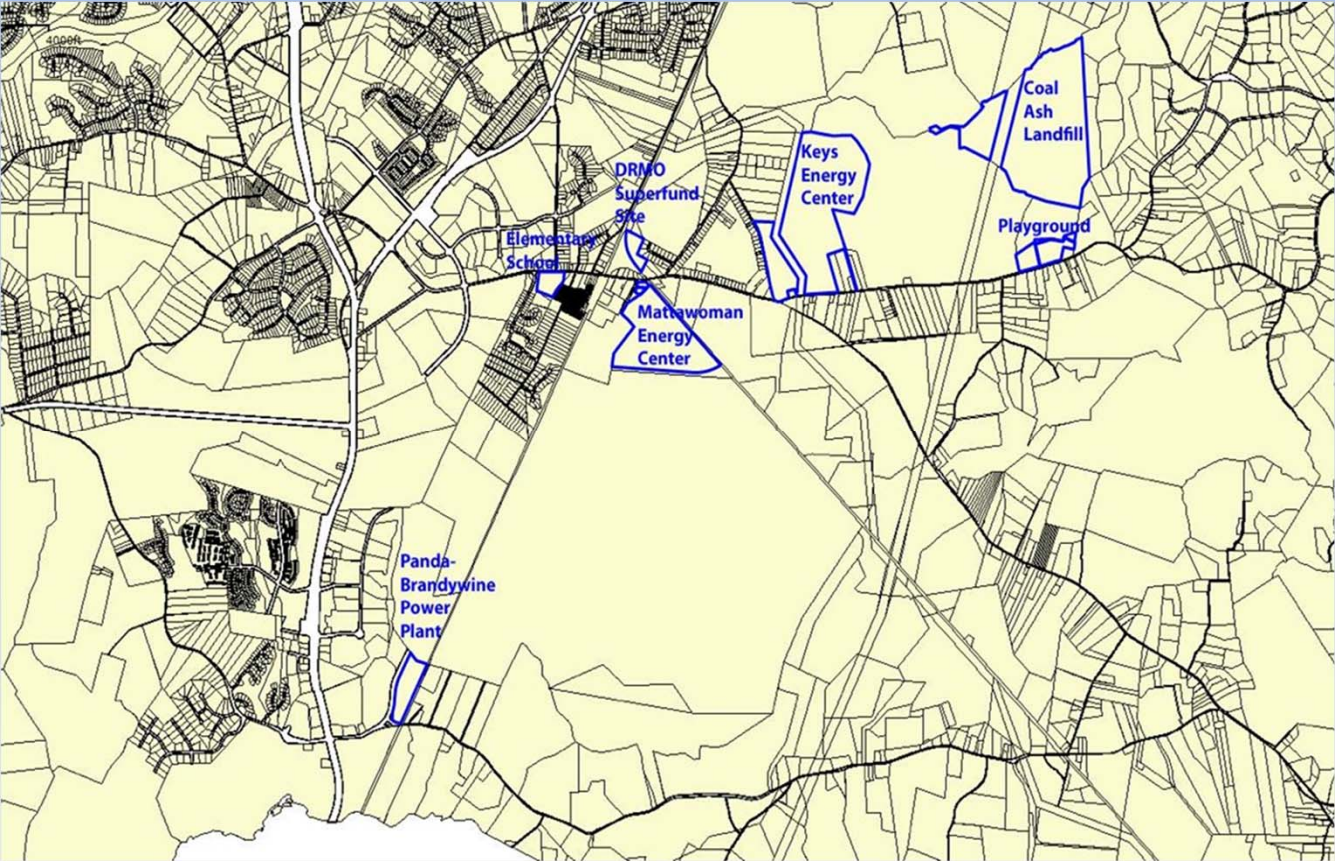 4000ft
Coal
Ash
Landfill
Keys
Energy
Center
DRMO
Superfund
Site
Playground
Elementary
School
Mattawoman
Energy
Center
Panda-
Brandywine
Power
Plant